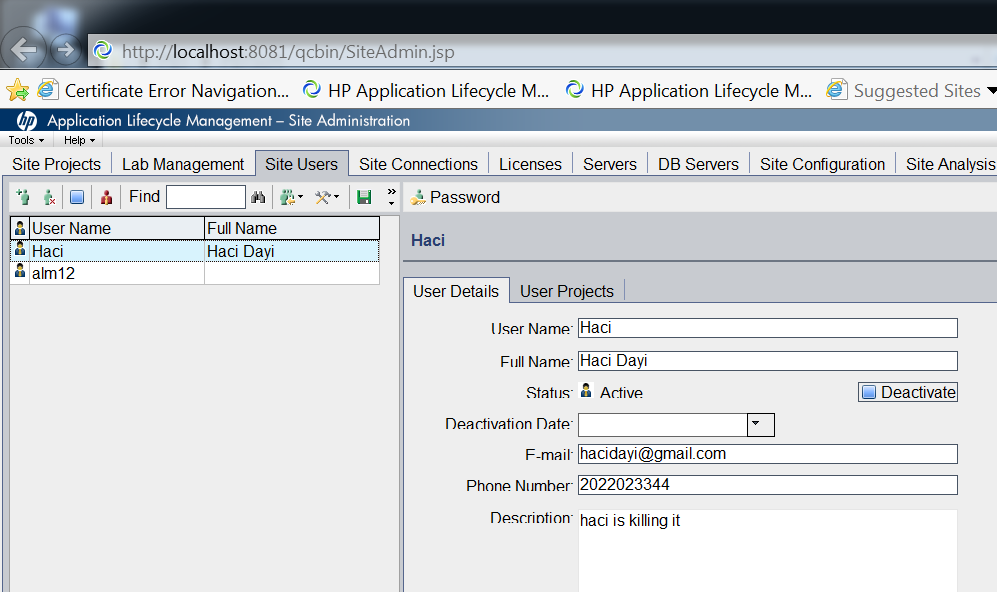 http://localhost:8081/qcbin/SiteAdmin.jsp
Certificate Error Navigation... HP Application Lifecycle M... HP Application Lifecycle M... Suggested Sites
hp Application Lifecycle Management – Site Administration
Tools Help
Site Projects Lab Management Site Users Site Connections Licenses Servers DB Servers Site Configuration Site Analysis
Find Password
User Name Full Name
Haci
Haci Haci Dayi
alm12
User Details User Projects
User Name: Haci
Full Name: Haci Dayi
Status: Active Deactivate
Deactivation Date:
E-mail: hacidayi@gmail.com
Phone Number: 2022023344
Description: haci is killing it